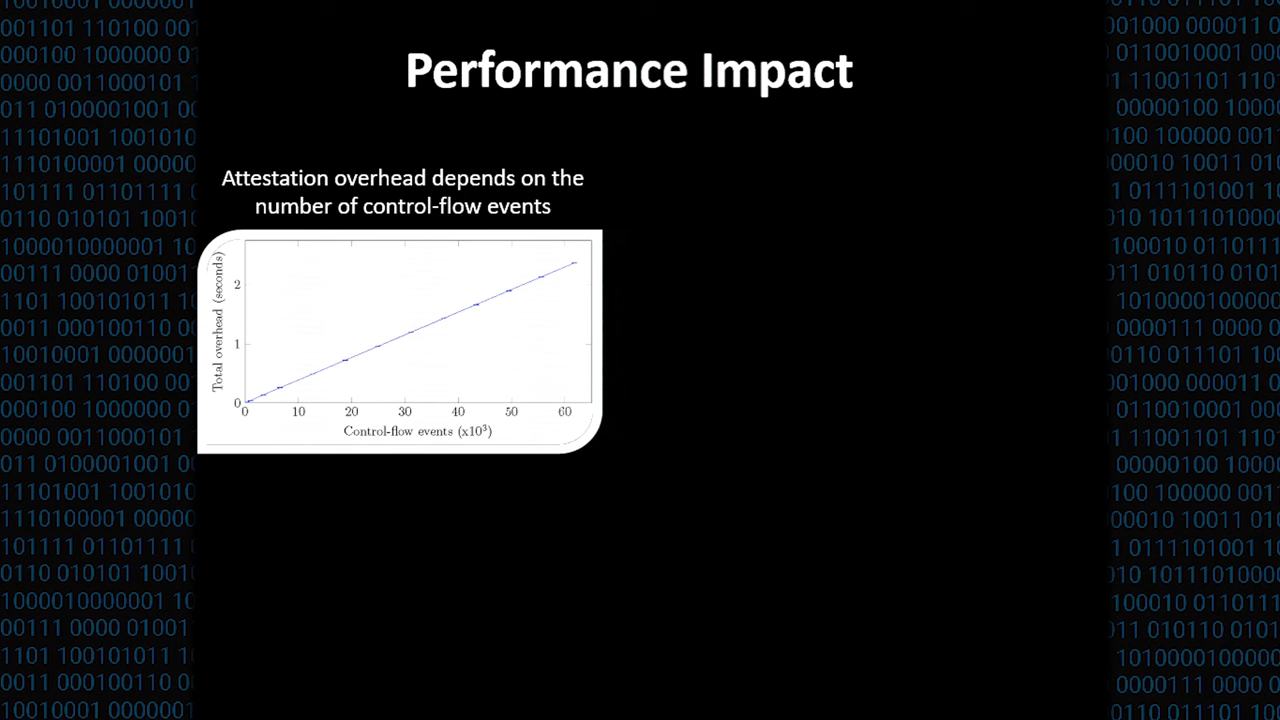 Performance Impact
Attestation overhead depends on the
number of control-flow events
Total overhead (seconds)
2
1
0
0 10 20 30 40 50 60
Control-flow events (x10³)